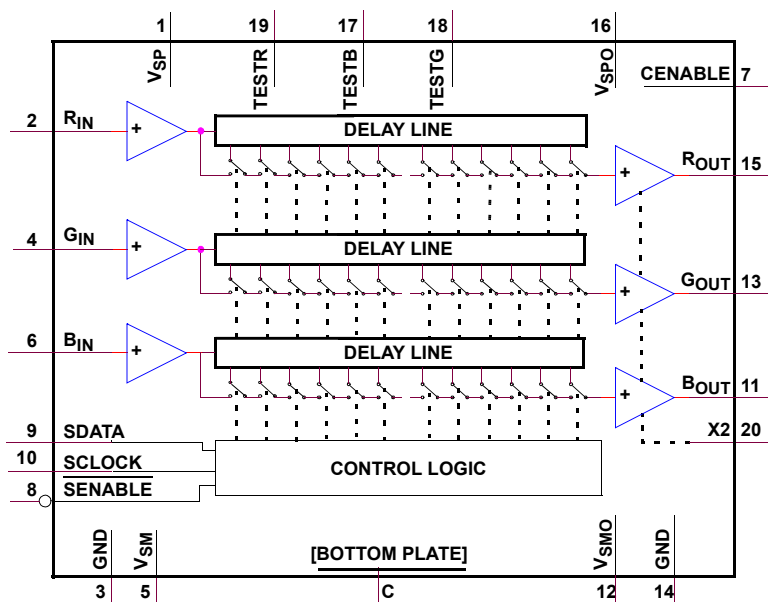 1 19 17 18 16
VSP TESTR TESTB TESTG VSPO
CENABLE 7
2 RIN
DELAY LINE
+ +
ROUT 15
4 GIN
DELAY LINE
+ +
GOUT 13
6 BIN
DELAY LINE
+ +
BOUT 11
9 SDATA
X2 20
10 SCLOCK
CONTROL LOGIC
8 SENABLE
GND VSM [BOTTOM PLATE] VSMO GND
3 5 C 12 14